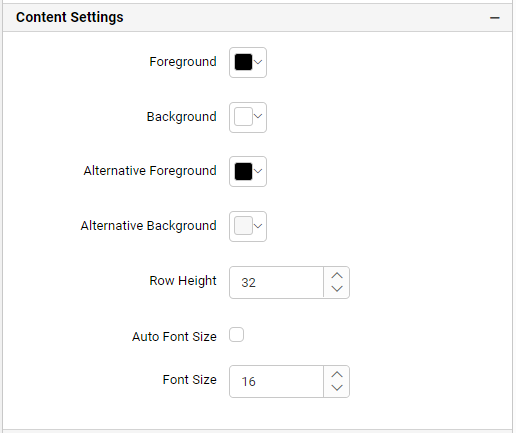 Content Settings
Foreground
Background
Alternative Foreground
Alternative Background
Row Height 32
Auto Font Size
Font Size 16